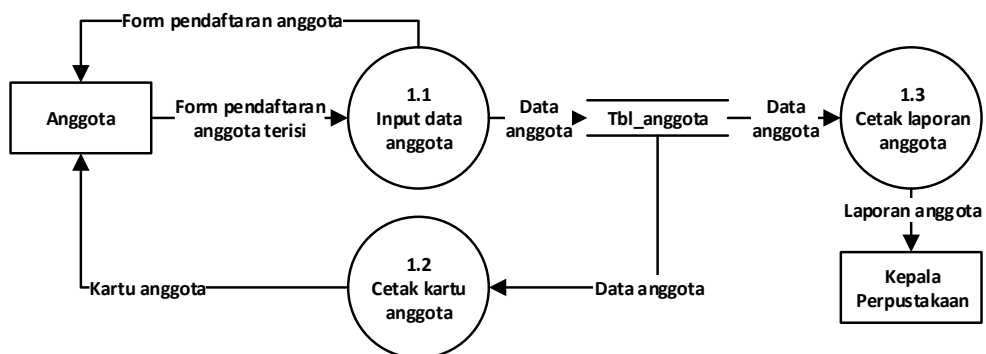 Form pendaftaran anggota
Anggota
Form pendaftaran
anggota terisi
1.1
Input data
anggota
Data
anggota
Tbl_anggota
Data
anggota
1.3
Cetak laporan
anggota
Laporan anggota
Kepala
Perpustakaan
Kartu anggota
1.2
Cetak kartu
anggota
Data anggota